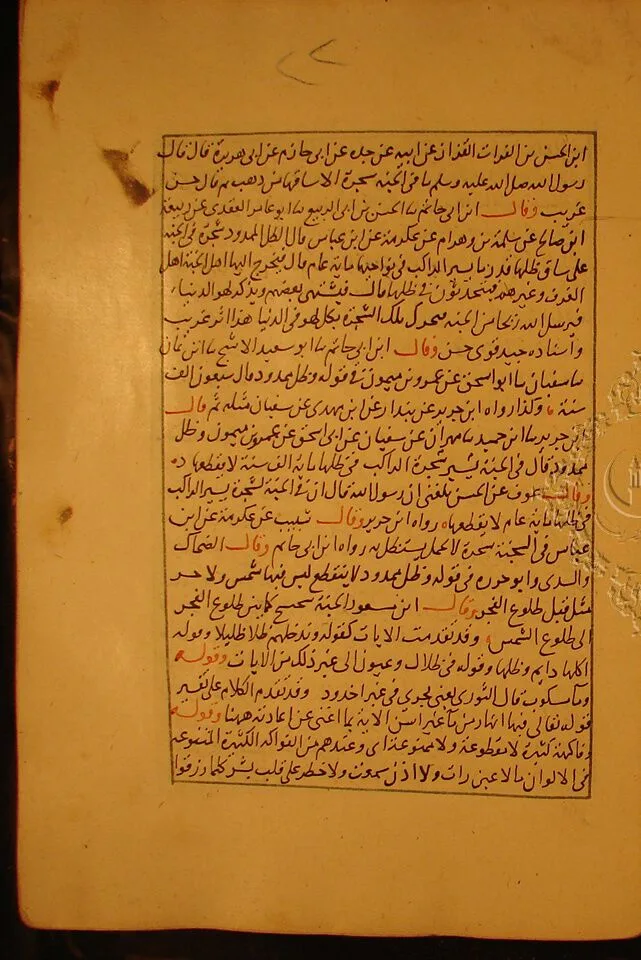 ابن الحسن بن الفرات القزاز عن ابيه عن جده عن ابي حازم عن ابي هريرة قال قال
رسول الله صلى الله عليه وسلم ما في الجنة شجرة الا ساقها من ذهب ثم قال حسن
غريب وقال ابن ابي حاتم ثنا الحسن بن ابي الربيع ثنا ابو عامر العقدي عن ربيعة
ابن صالح عن سلمة بن وهرام عن عكرمة عن ابن عباس قال الظل الممدود شجرة في الجنة
على ساق ظلها قدر ما يسير الراكب في نواحيها ماية عام قال فيخرج اليها اهل الجنة اهل
الغرف وغيرهم فيتحدثون في ظلها قال فيشتهي بعضهم ويذكر لهو الدنيا
فيرسل الله ريحا من الجنة فتحرك تلك الشجرة بكل لهو في الدنيا هذا اثر غريب
واسناده جيد قوي حسن وقال ابن ابي حاتم ثنا ابو سعيد الاشج ثنا ابن يمان
ثنا سفيان ثنا ابو اسحق عن عمرو بن ميمون في قوله وظل ممدود قال سبعون الف
سنة وكذا رواه ابن جرير عن بندار عن ابن مهدي عن سفيان مثله ثم قال
ابن جرير ثنا ابن حميد ثنا مهران عن سفيان عن ابي اسحق عن عمرو بن ميمون وظل
ممدود قال في الجنة يسير شجرة الراكب في ظلها ماية الف سنة لا يقطعها
وقال عوف عن الحسن بلغني ان رسول الله قال ان في الجنة لشجرة يسير الراكب
في ظلها ماية عام لا يقطعها رواه ابن جرير وقال شبيب عن عكرمة عن ابن
عباس في الجنة شجرة لا تحمل يستظل به رواه ابن ابي حاتم وقال الضحاك
والسدي وابو حرزه في قوله وظل ممدود لا ينقطع ليس فيها شمس ولا حر
مثل قبل طلوع الفجر وقال ابن مسعود الجنة سجسج كما بين طلوع الفجر
الى طلوع الشمس وقد تقدمت الايات كقوله وندخلهم ظلا ظليلا وقوله
اكلها دايم وظلها وقوله في ظلال وعيون الى غير ذلك من الايات وقوله
وماء مسكوب قال الثوري يعني يجري في غير اخدود وقد تقدم الكلام على تفسير
قوله تعالى فيها انهار من ماء غير اسن الاية بما اغنى عن اعادته ههنا وقوله
وفاكهة كثيرة لا مقطوعة ولا ممنوعة اي وعندهم من الفواكه الكثيرة المتنوعة
في الالوان ما لا عين رات ولا اذن سمعت ولا خطر على قلب بشر كلما رزقوا